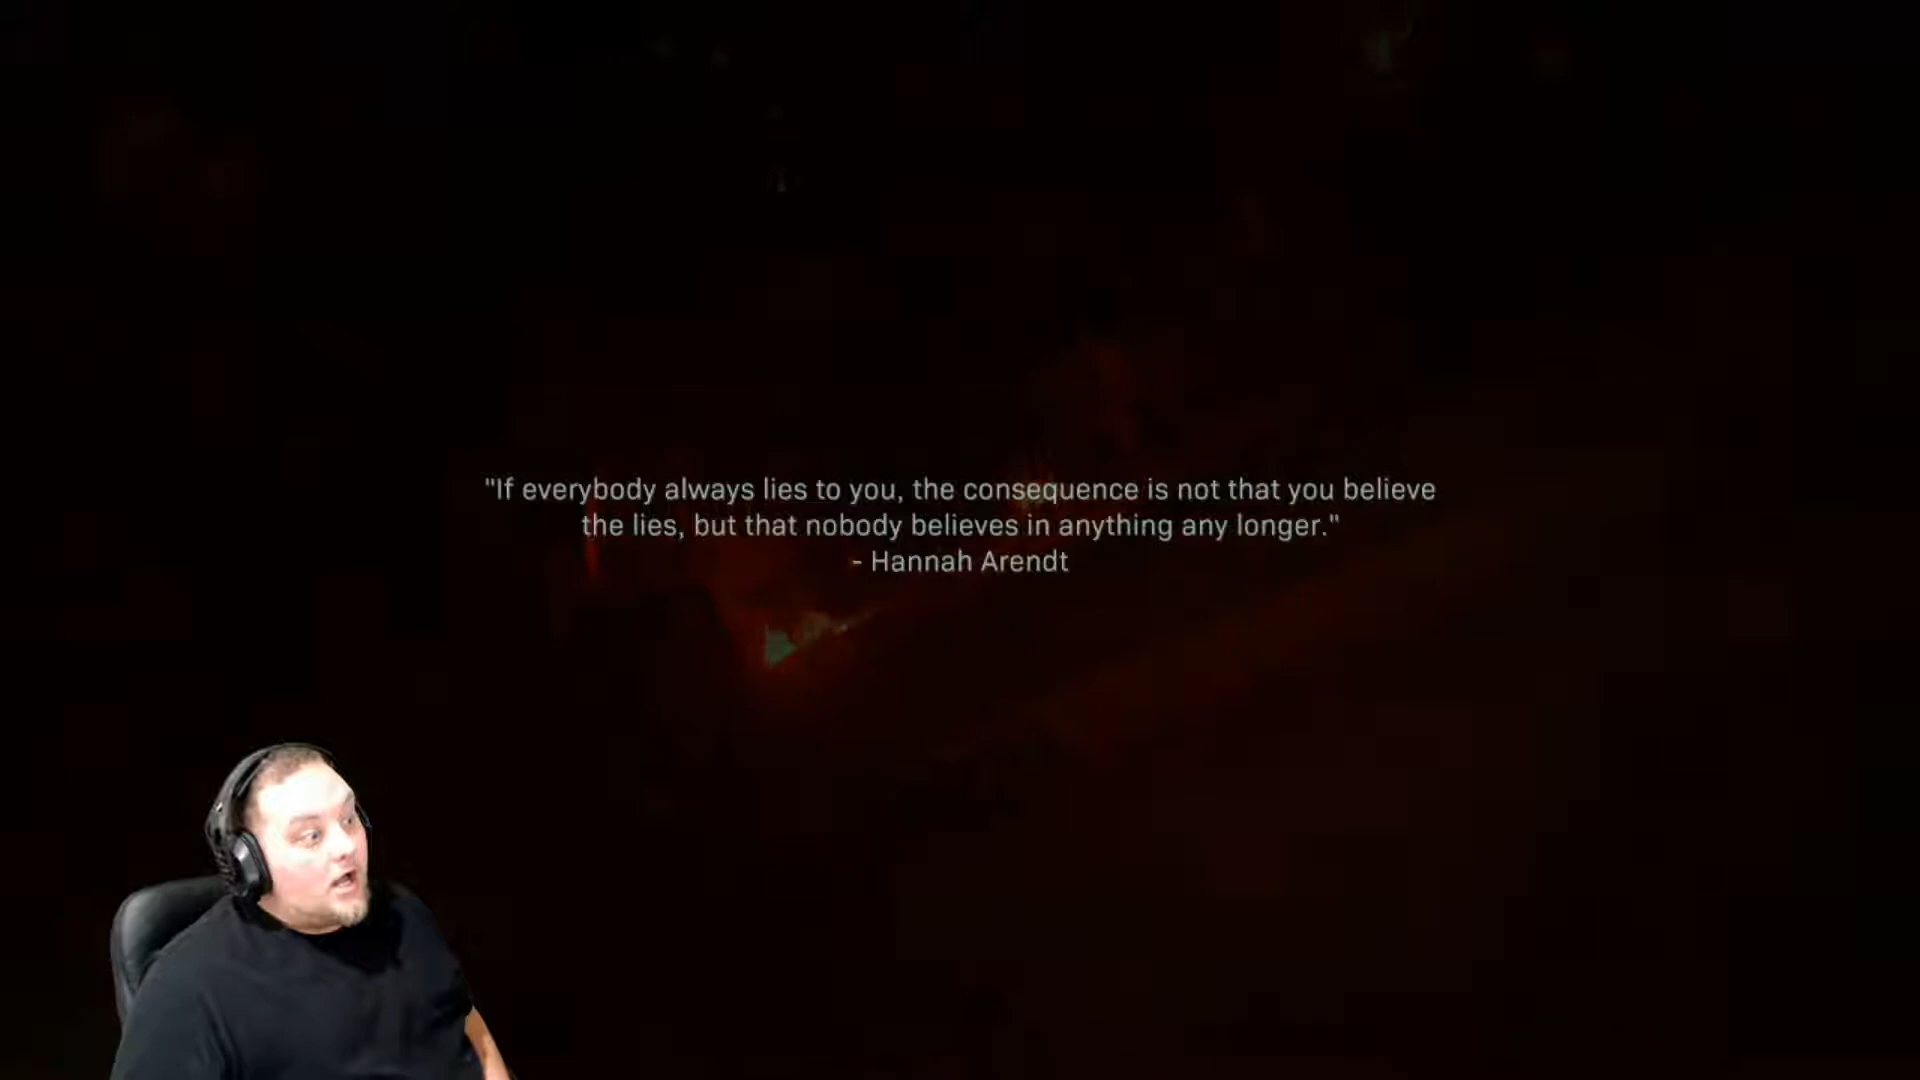 "If everybody always lies to you, the consequence is not that you believe
the lies, but that nobody believes in anything any longer."
- Hannah Arendt